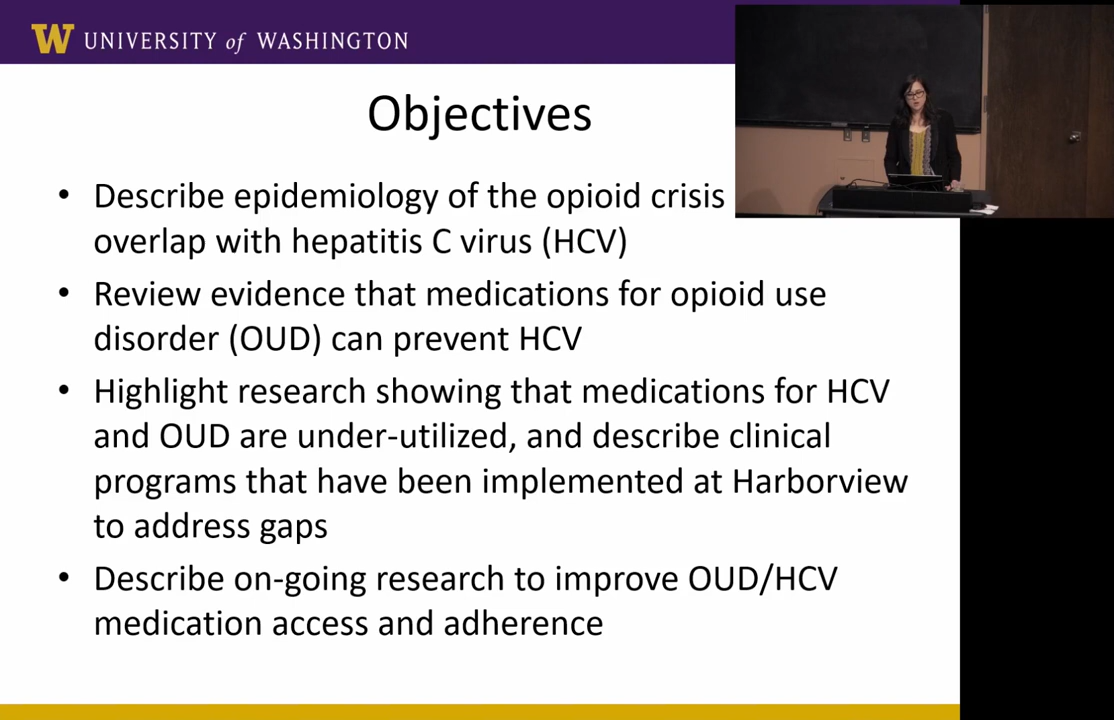 W UNIVERSITY of WASHINGTON
Objectives
• Describe epidemiology of the opioid crisis
overlap with hepatitis C virus (HCV)
• Review evidence that medications for opioid use
disorder (OUD) can prevent HCV
• Highlight research showing that medications for HCV
and OUD are under-utilized, and describe clinical
programs that have been implemented at Harborview
to address gaps
• Describe on-going research to improve OUD/HCV
medication access and adherence